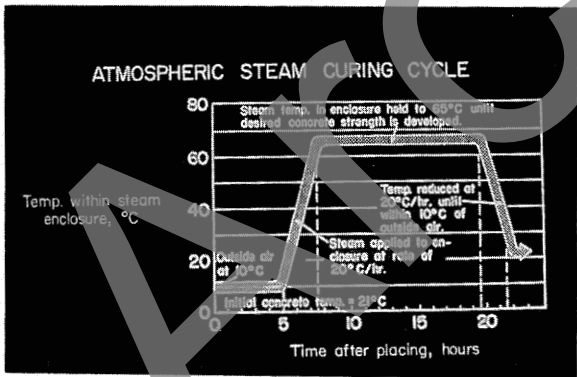 ATMOSPHERIC STEAM CURING CYCLE
80
Steam temp. in enclosure held to 65°C until
desired concrete strength is developed.
60
Temp. within steam
enclosure, °C
40
Temp. reduced at
20°C/hr. until
within 10°C of
outside air.
Steam applied to en-
closure at rate of
20°C/hr.
20
Outside air
at 10°C
Initial concrete temp. = 21°C
0
0 5 10 15 20
Time after placing, hours